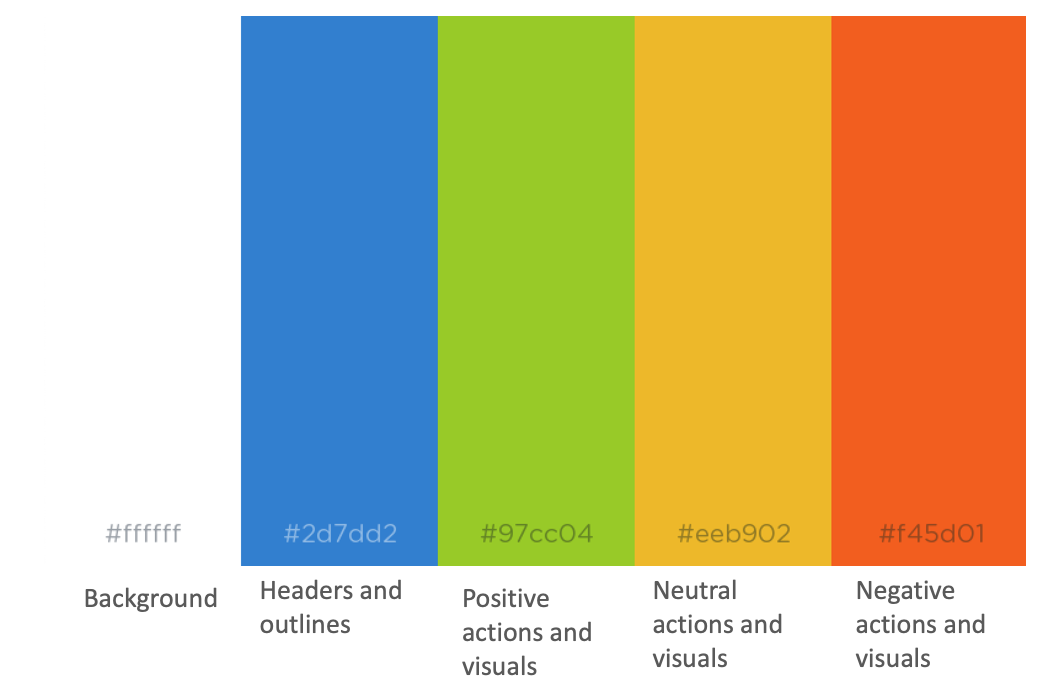 #ffffff
#2d7dd2
#97cc04
#eeb902
#f45d01
Background
Headers and
outlines
Positive
actions and
visuals
Neutral
actions and
visuals
Negative
actions and
visuals